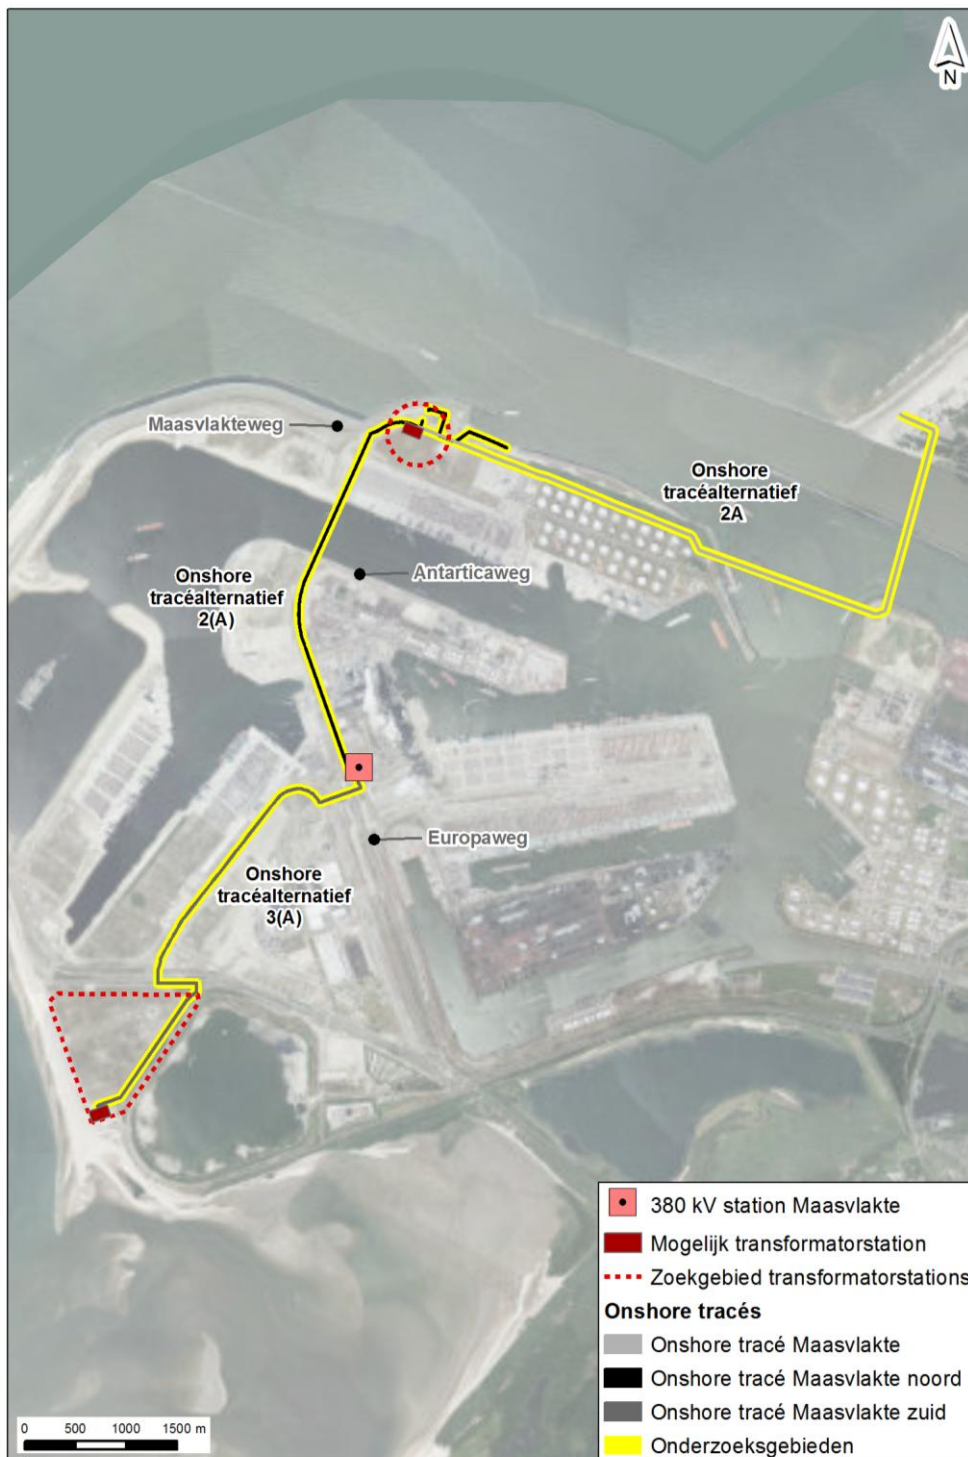 N
Maasvlakteweg
Onshore
tracéalternatief
2A
Antarticaweg
Onshore
tracéalternatief
2(A)
Europaweg
Onshore
tracéalternatief
3(A)
380 kV station Maasvlakte
Mogelijk transformatorstation
Zoekgebied transformatorstations
Onshore tracés
Onshore tracé Maasvlakte
Onshore tracé Maasvlakte noord
Onshore tracé Maasvlakte zuid
Onderzoeksgebieden
0 500 1000 1500 m